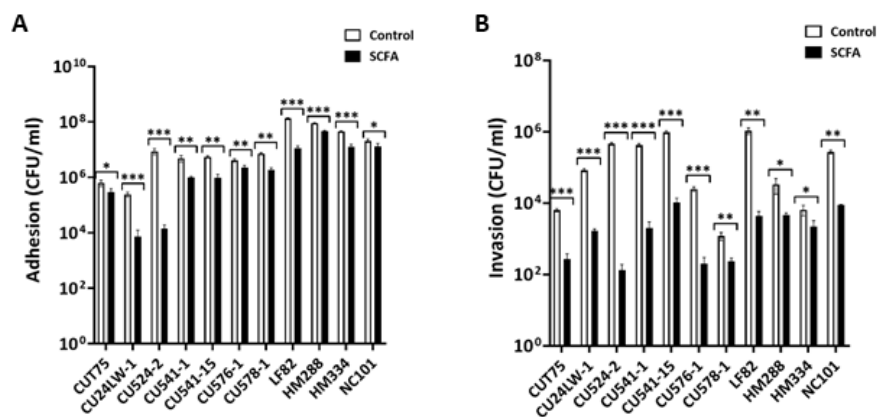 A
Control
SCFA
Adhesion (CFU/ml)
10^10
10^8
10^6
10^4
10^2
10^0
* *** *** ** ** ** ** *** *** *** *
CUT75 CU24LW-1 CU524-2 CU541-1 CU541-15 CU576-1 CU578-1 LF82 HM288 HM334 NC101
B
Control
SCFA
Invasion (CFU/ml)
10^8
10^6
10^4
10^2
10^0
*** *** *** *** *** *** ** ** * * **
CUT75 CU24LW-1 CU524-2 CU541-1 CU541-15 CU576-1 CU578-1 LF82 HM288 HM334 NC101